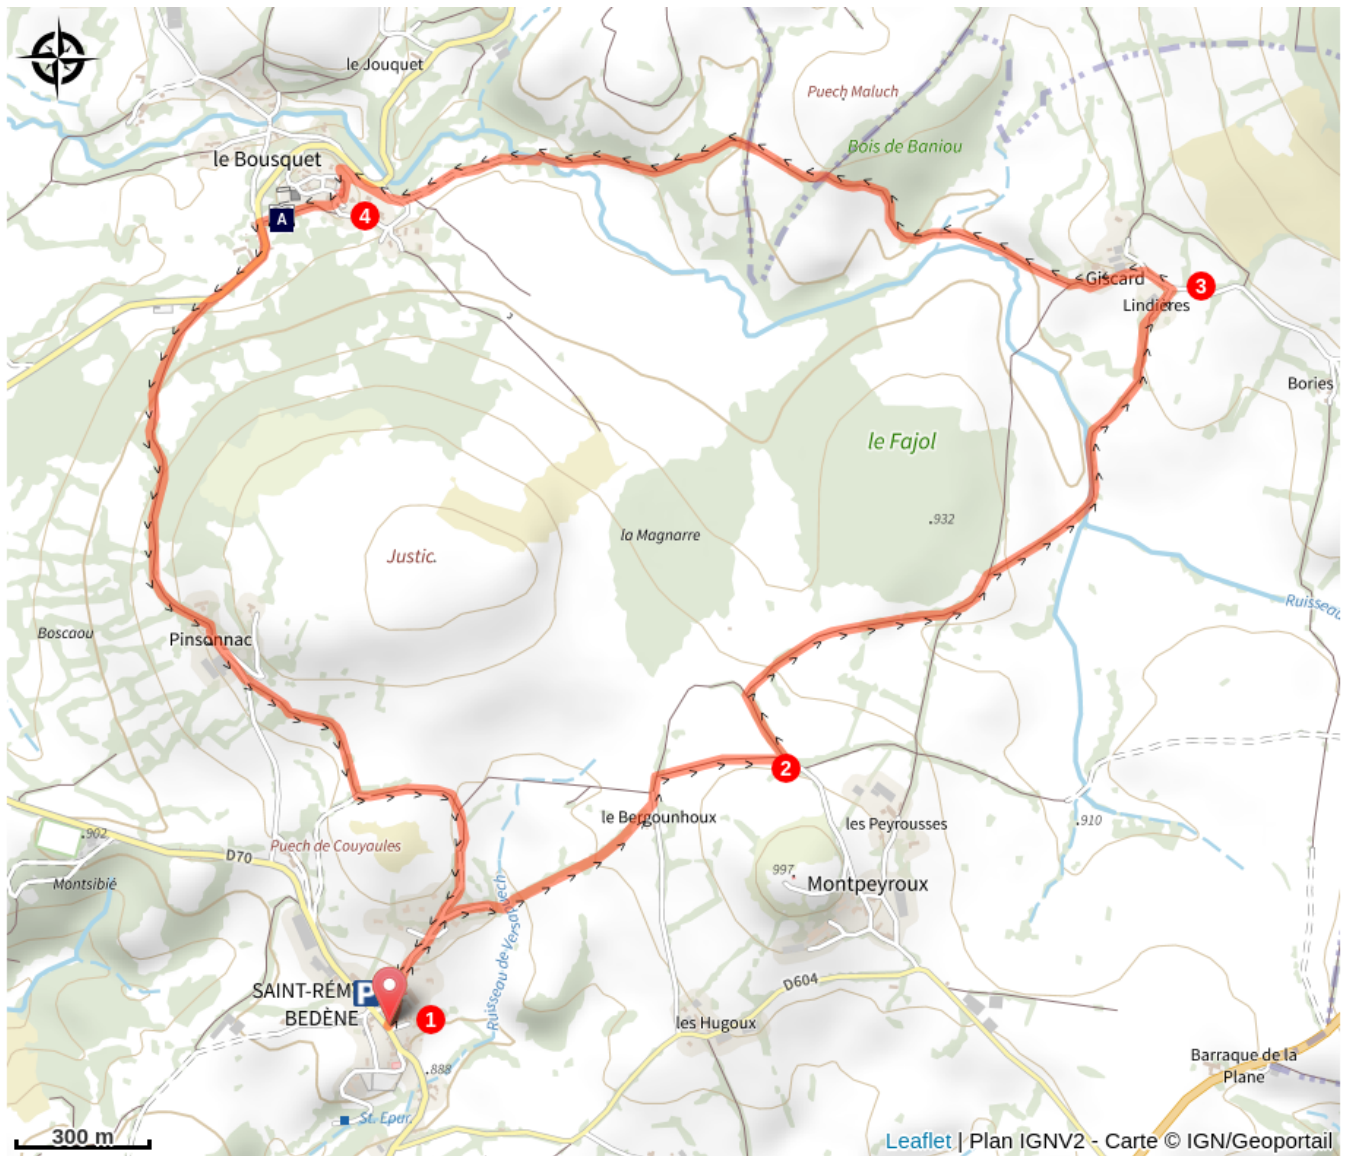 le Jouquet
Puech Maluch
Bois de Baniou
le Bousquet
A
4
Giscard
3
Lindières
Bories
le Fajol
.932
la Magnarre
Justic.
Ruisseau
Boscaou
Pinsonnac
2
le Bergounhoux
les Peyrousses
.910
.902
D70
Puech de Couyaules
Montsibié
997
Montpeyroux
Ruisseau de Versapuech
SAINT-RÉM
BEDÈNE
P
1
D604
les Hugoux
Barraque de la
Plane
.888
St. Epur.
300 m
Leaflet | Plan IGNV2 - Carte © IGN/Geoportail